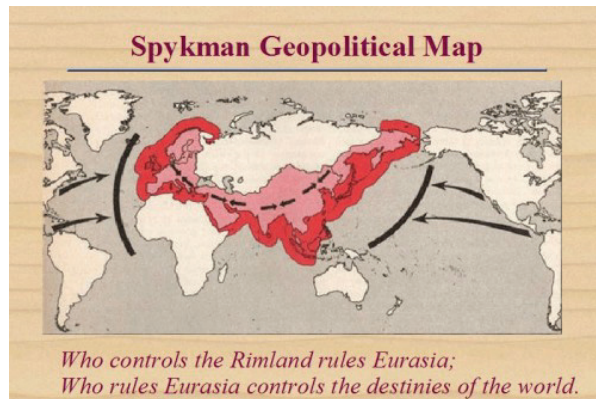 Spykman Geopolitical Map
Who controls the Rimland rules Eurasia;
Who rules Eurasia controls the destinies of the world.